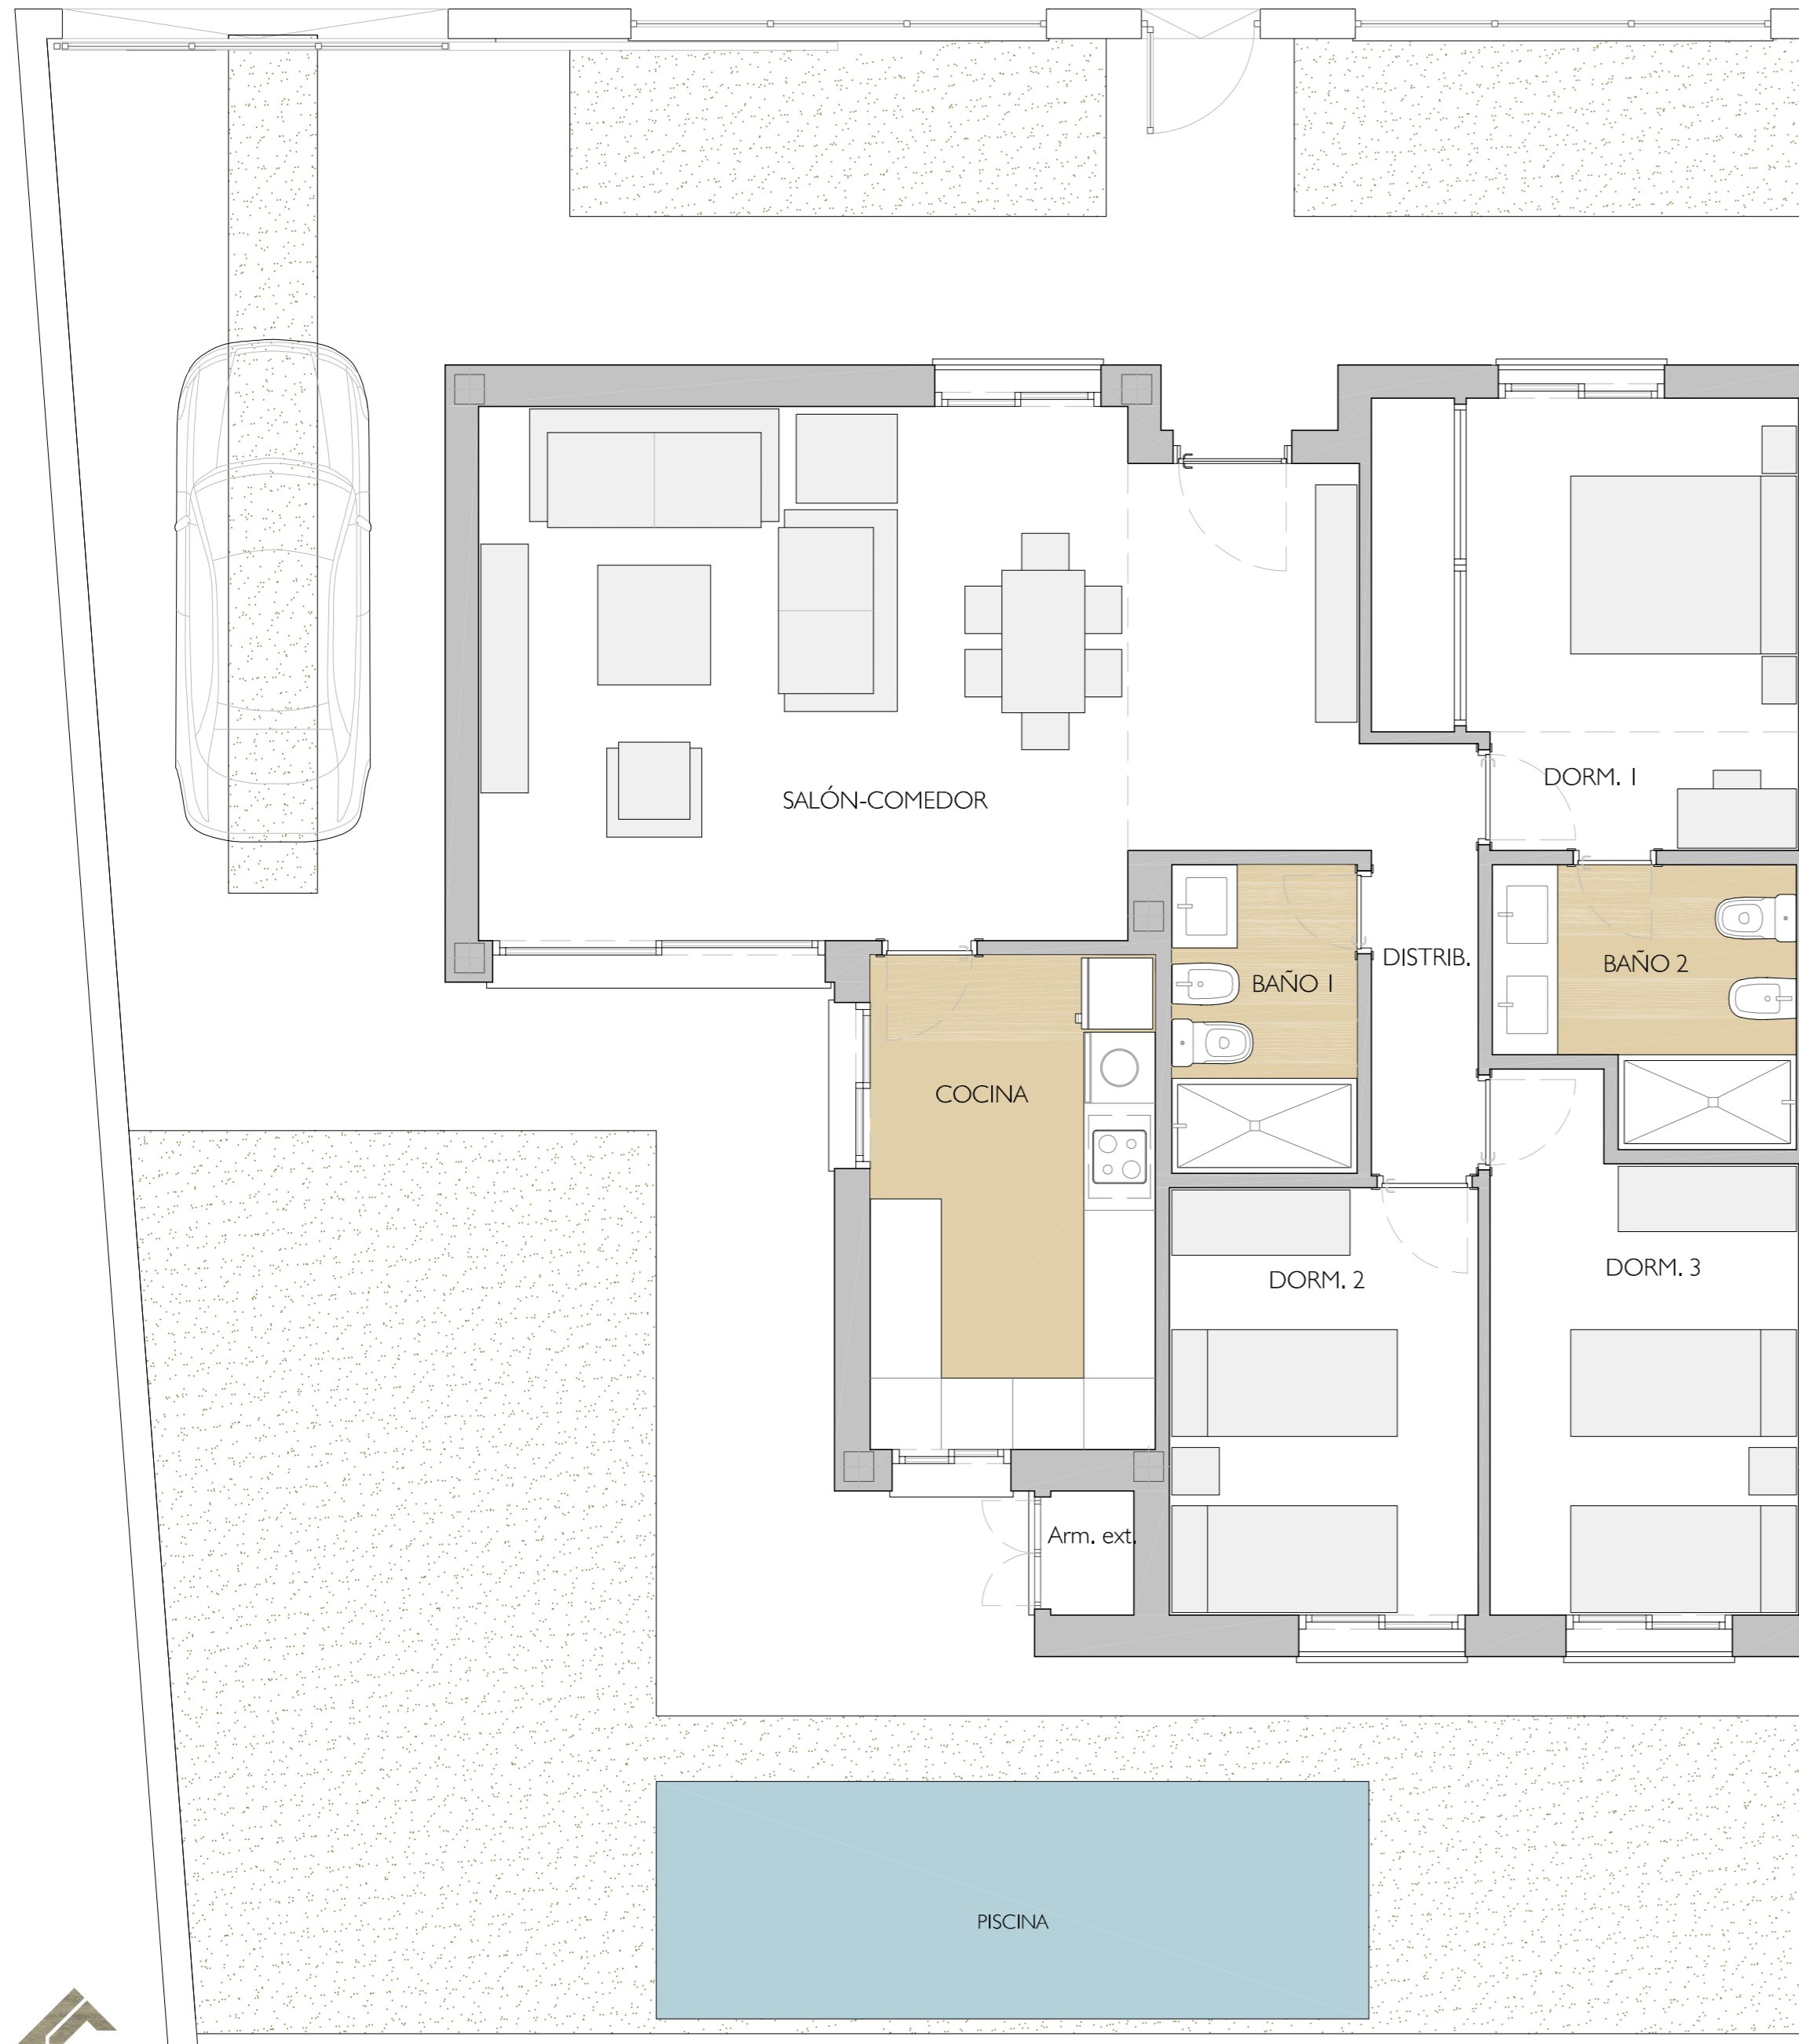 DORM. 1
SALÓN-COMEDOR
DISTRIB.
BAÑO 2
BAÑO 1
COCINA
DORM. 3
DORM. 2
Arm. ext.
PISCINA